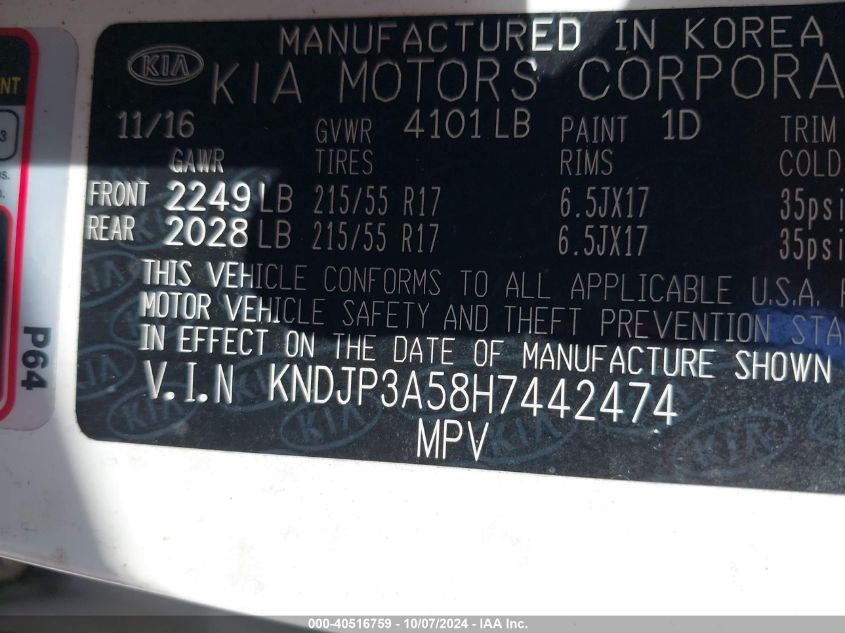 MANUFACTURED IN KOREA
KIA KIA MOTORS CORPORA
11/16 GVWR 4101 LB PAINT 1D TRIM
GAWR TIRES RIMS COLD
FRONT 2249 LB 215/55 R17 6.5JX17 35psi
REAR 2028 LB 215/55 R17 6.5JX17 35psi
THIS VEHICLE CONFORMS TO ALL APPLICABLE U.S.A.
MOTOR VEHICLE SAFETY AND THEFT PREVENTION STA
IN EFFECT ON THE DATE OF MANUFACTURE SHOWN
V.I.N KNDJP3A58H7442474
MPV
P64
3
000-40516759 - 10/07/2024 - IAA Inc.